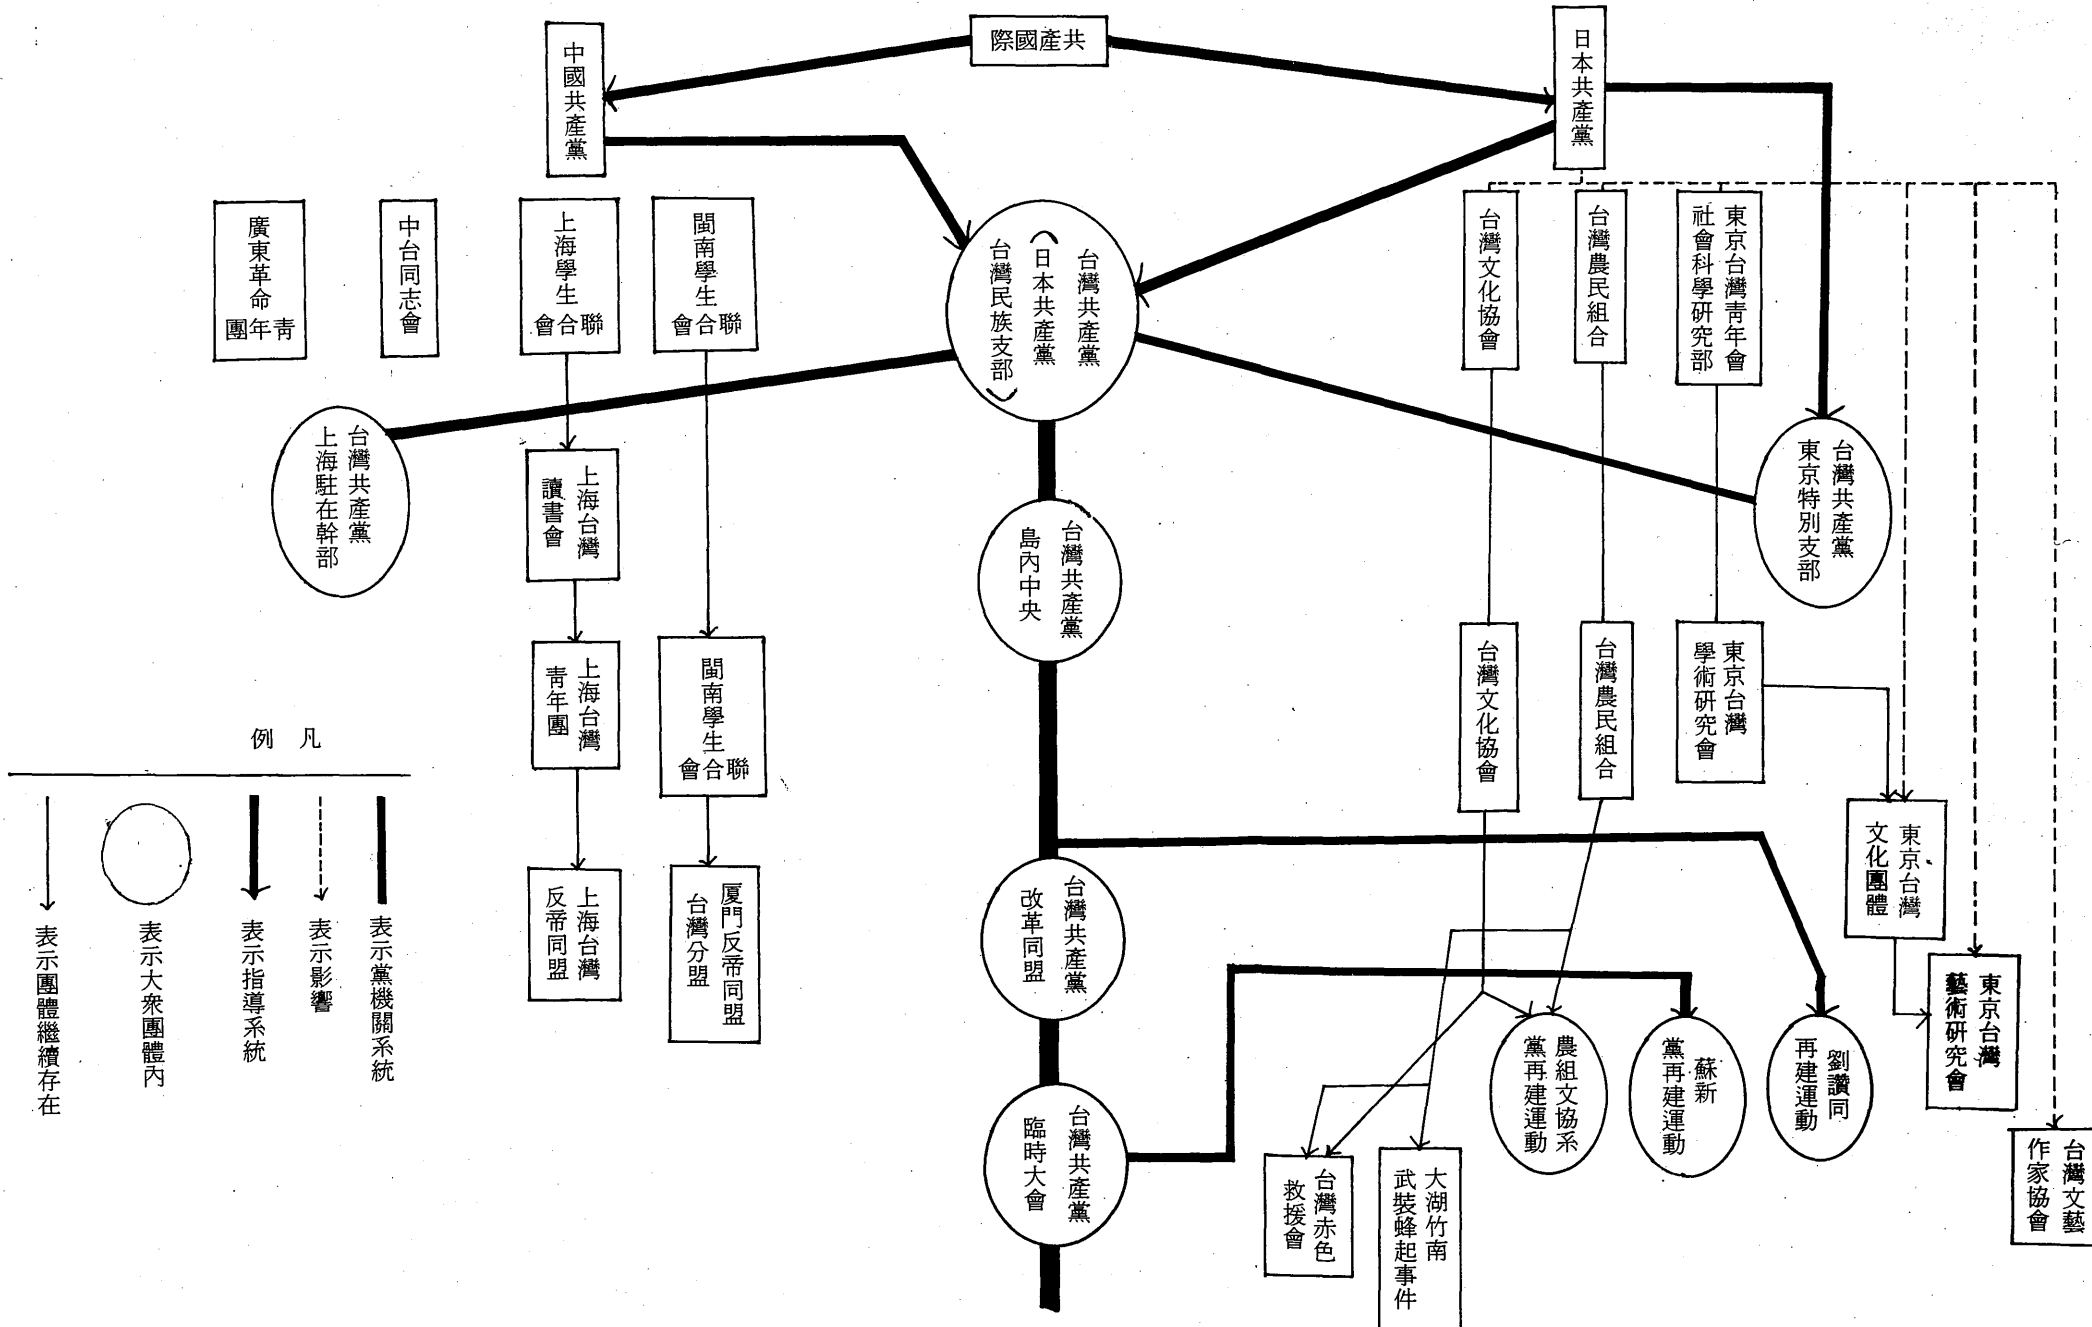 際國產共
日本共產黨
中國共產黨
東京台灣青年會
社會科學研究部
台灣農民組合
台灣文化協會
台灣共產黨
(日本共產黨
台灣民族支部)
閩南學生
會合聯
上海學生
會合聯
中台同志會
廣東革命
團年青
台灣共產黨
東京特別支部
台灣共產黨
上海駐在幹部
上海台灣
讀書會
台灣共產黨
島內中央
東京台灣
學術研究會
台灣農民組合
台灣文化協會
閩南學生
會合聯
上海台灣
青年團
東京台灣
文化團體
台灣共產黨
改革同盟
廈門反帝同盟
台灣分盟
上海台灣
反帝同盟
東京台灣
藝術研究會
劉讚同
再建運動
蘇新
黨再建運動
農組文協系
黨再建運動
台灣共產黨
臨時大會
台灣文藝
作家協會
大湖竹南
武裝蜂起事件
台灣赤色
救援會
例凡
表示黨機關系統
表示影響
表示指導系統
表示大衆團體內
表示團體繼續存在